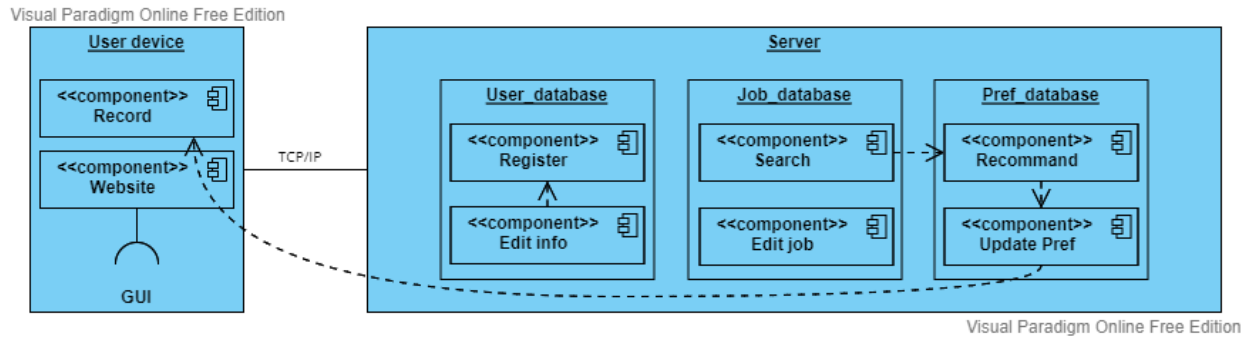 Visual Paradigm Online Free Edition
User device
<<component>>
Record
<<component>>
Website
GUI
TCP/IP
Server
User_database
<<component>>
Register
<<component>>
Edit info
Job_database
<<component>>
Search
<<component>>
Edit job
Pref_database
<<component>>
Recommand
<<component>>
Update Pref
Visual Paradigm Online Free Edition